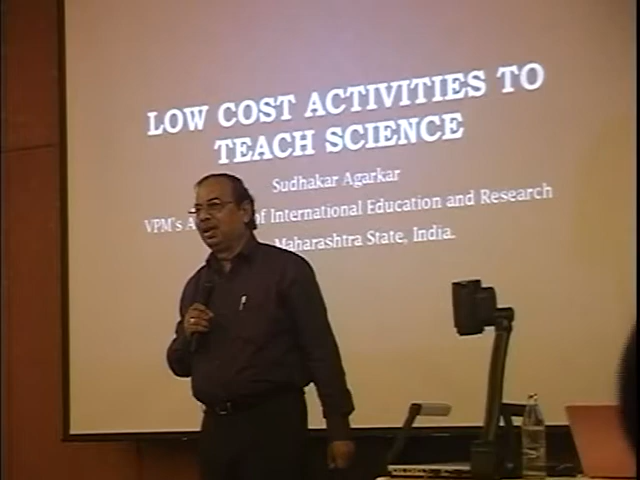 LOW COST ACTIVITIES TO
TEACH SCIENCE
Sudhakar Agarkar
VPM's A of International Education and Research
Maharashtra State, India.